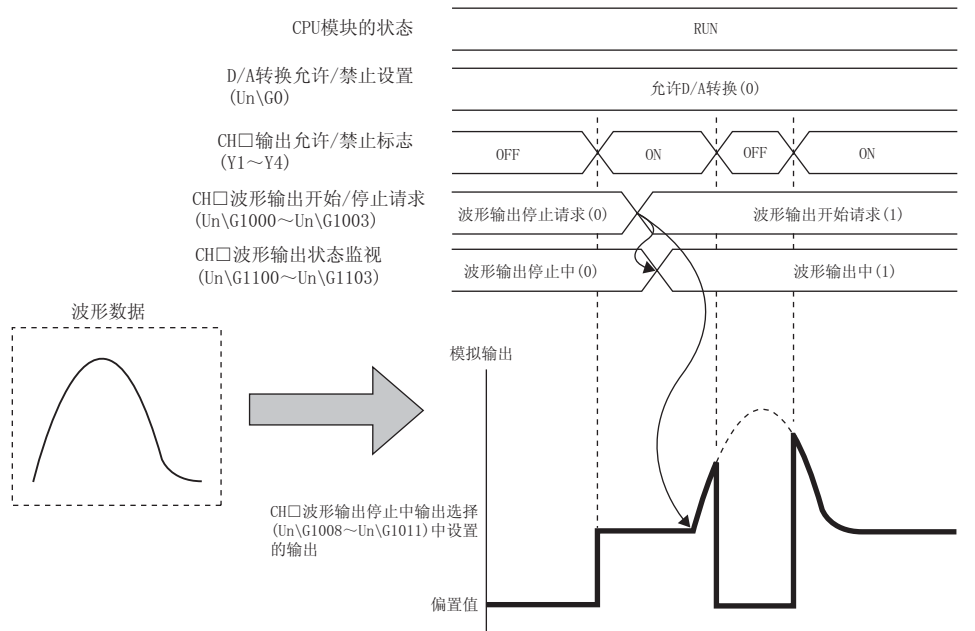 CPU模块的状态
RUN
D/A转换允许/禁止设置
(Un\G0)
允许D/A转换(0)
CH□输出允许/禁止标志
(Y1～Y4)
OFF
ON
OFF
ON
CH□波形输出开始/停止请求
(Un\G1000～Un\G1003)
波形输出停止请求(0)
波形输出开始请求(1)
CH□波形输出状态监视
(Un\G1100～Un\G1103)
波形输出停止中(0)
波形输出中(1)
波形数据
模拟输出
CH□波形输出停止中输出选择
(Un\G1008～Un\G1011)中设置
的输出
偏置值